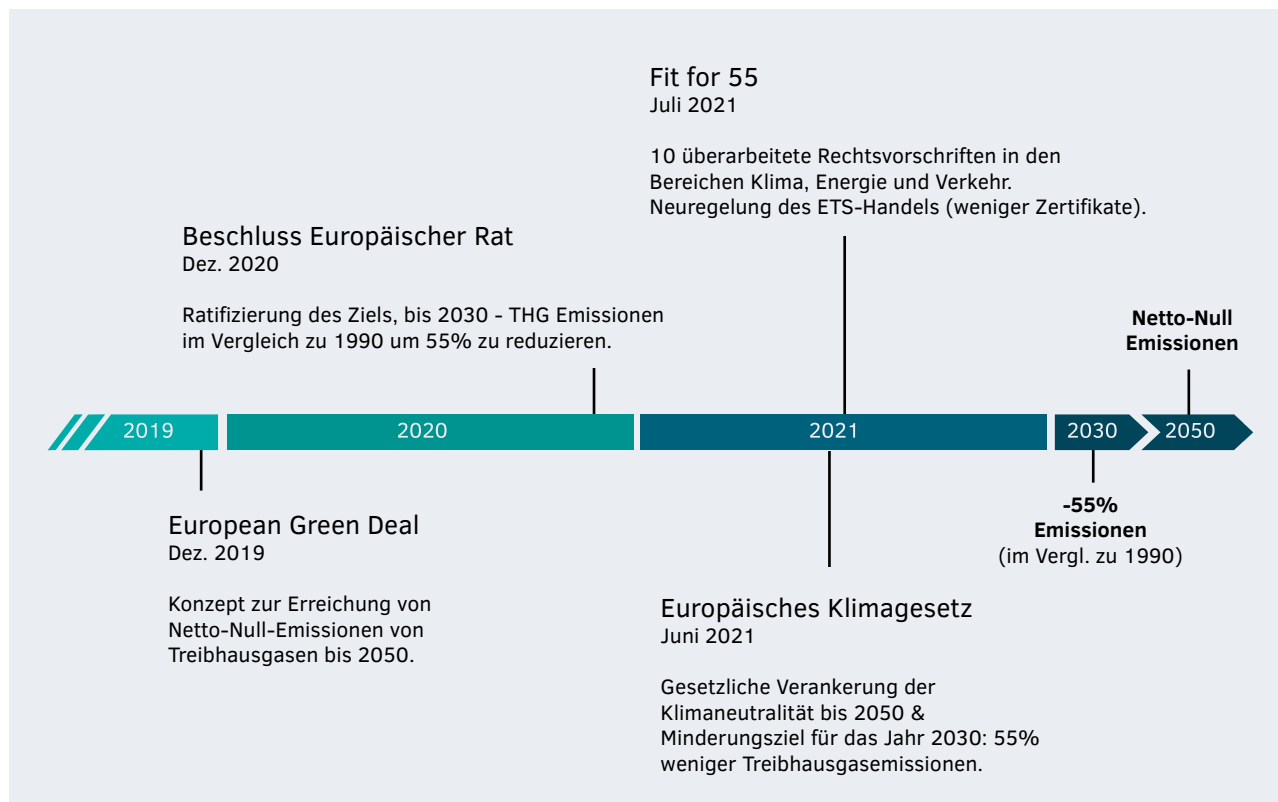 Fit for 55
Juli 2021
10 überarbeitete Rechtsvorschriften in den
Bereichen Klima, Energie und Verkehr.
Neuregelung des ETS-Handels (weniger Zertifikate).
Beschluss Europäischer Rat
Dez. 2020
Ratifizierung des Ziels, bis 2030 - THG Emissionen
im Vergleich zu 1990 um 55% zu reduzieren.
Netto-Null
Emissionen
2019
2020
2021
2030
2050
European Green Deal
Dez. 2019
Konzept zur Erreichung von
Netto-Null-Emissionen von
Treibhausgasen bis 2050.
-55%
Emissionen
(im Vergl. zu 1990)
Europäisches Klimagesetz
Juni 2021
Gesetzliche Verankerung der
Klimaneutralität bis 2050 &
Minderungsziel für das Jahr 2030: 55%
weniger Treibhausgasemissionen.